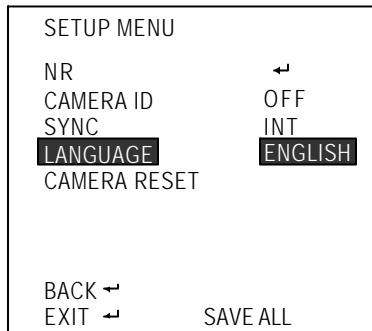 SETUP MENU
NR ↵
CAMERA ID OFF
SYNC INT
LANGUAGE ENGLISH
CAMERA RESET
BACK ↵
EXIT ↵ SAVE ALL